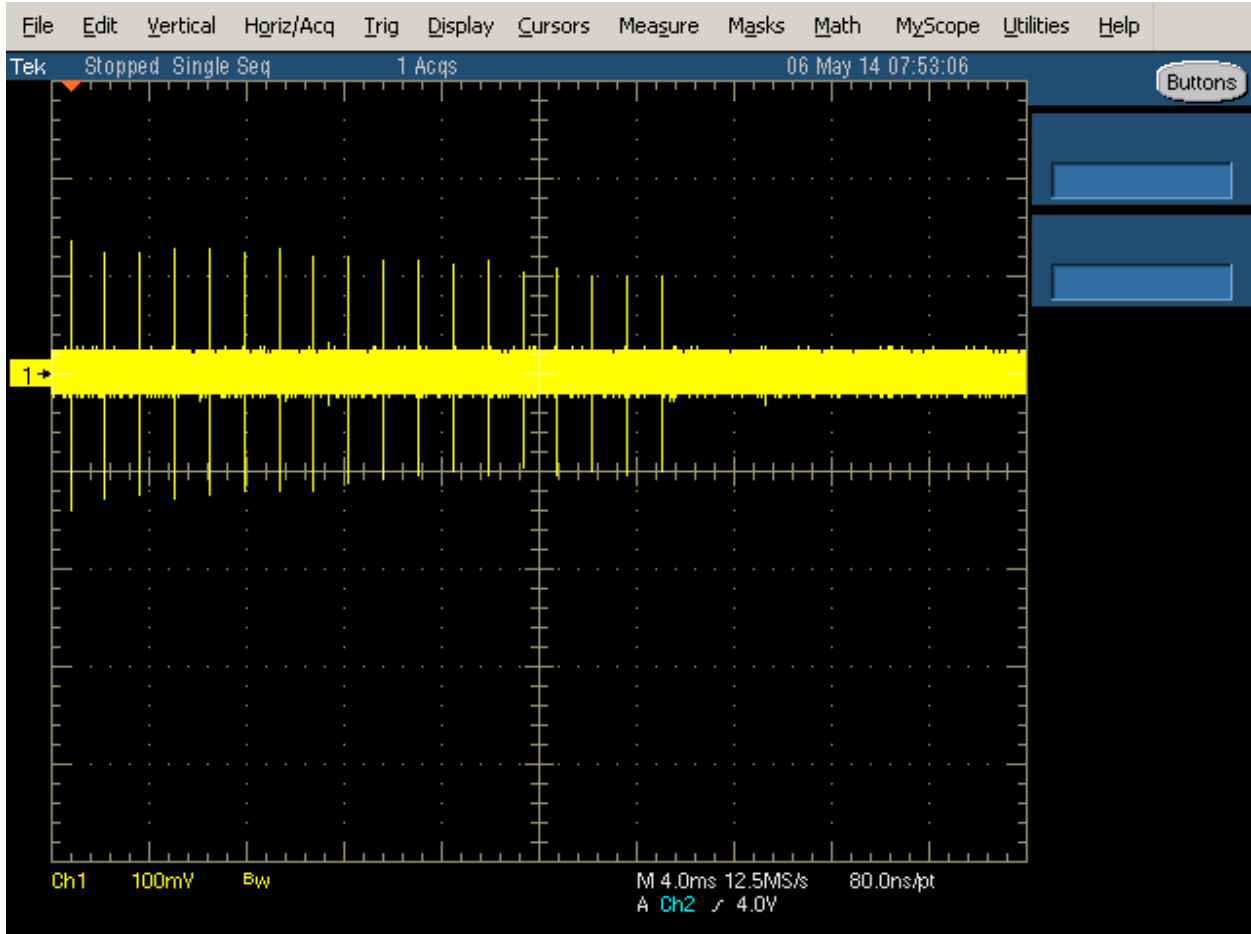 File Edit Vertical Horiz/Acq Trig Display Cursors Measure Masks Math MyScope Utilities Help
Tek Stopped Single Seq 1 Acqs 06 May 14 07:53:06
Buttons
1
Ch1 100mV BW M 4.0ms 12.5MS/s 80.0ns/pt
A Ch2 / 4.0V